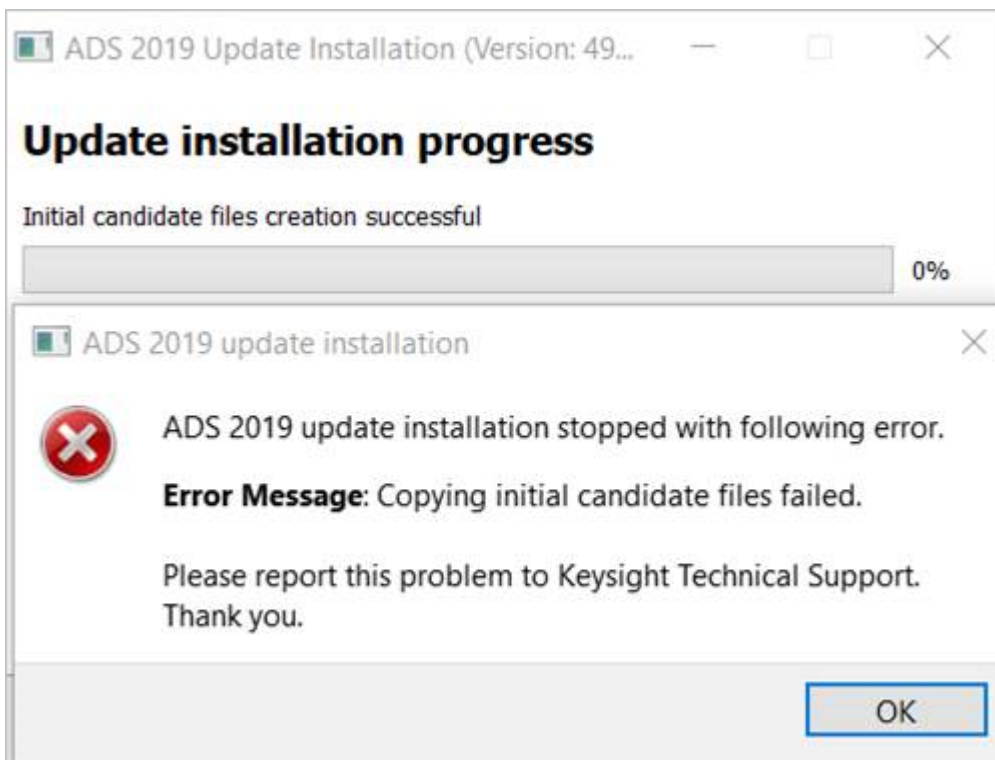 ADS 2019 Update Installation (Version: 49...
Update installation progress
Initial candidate files creation successful
0%
ADS 2019 update installation
ADS 2019 update installation stopped with following error.
Error Message: Copying initial candidate files failed.
Please report this problem to Keysight Technical Support.
Thank you.
OK